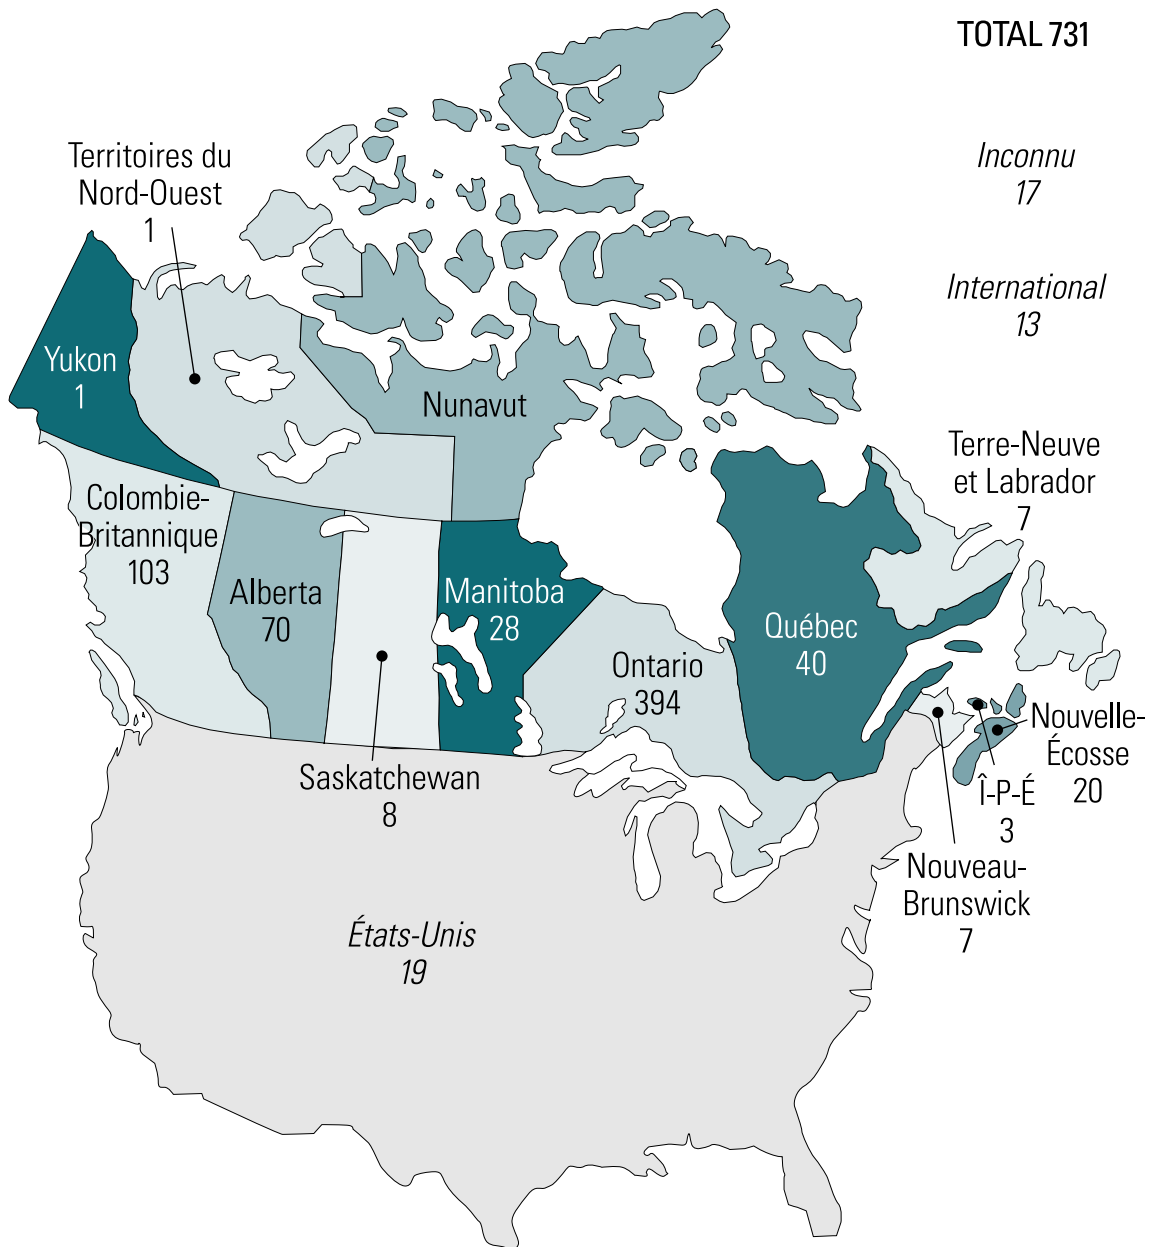 TOTAL 731
Inconnu
17
International
13
Territoires du
Nord-Ouest
1
Yukon
1
Nunavut
Terre-Neuve
et Labrador
7
Colombie-
Britannique
103
Alberta
70
Manitoba
28
Québec
40
Ontario
394
Nouvelle-
Écosse
20
Saskatchewan
8
Î-P-É
3
Nouveau-
Brunswick
7
États-Unis
19